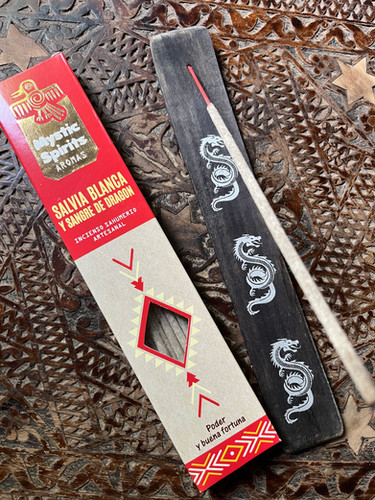 Mystic
Spirits
AROMAS
SALVIA BLANCA
Y SANGRE DE DRAGON
INCIENSO SAHUMERIO
ARTESANAL
Poder
y buena fortuna